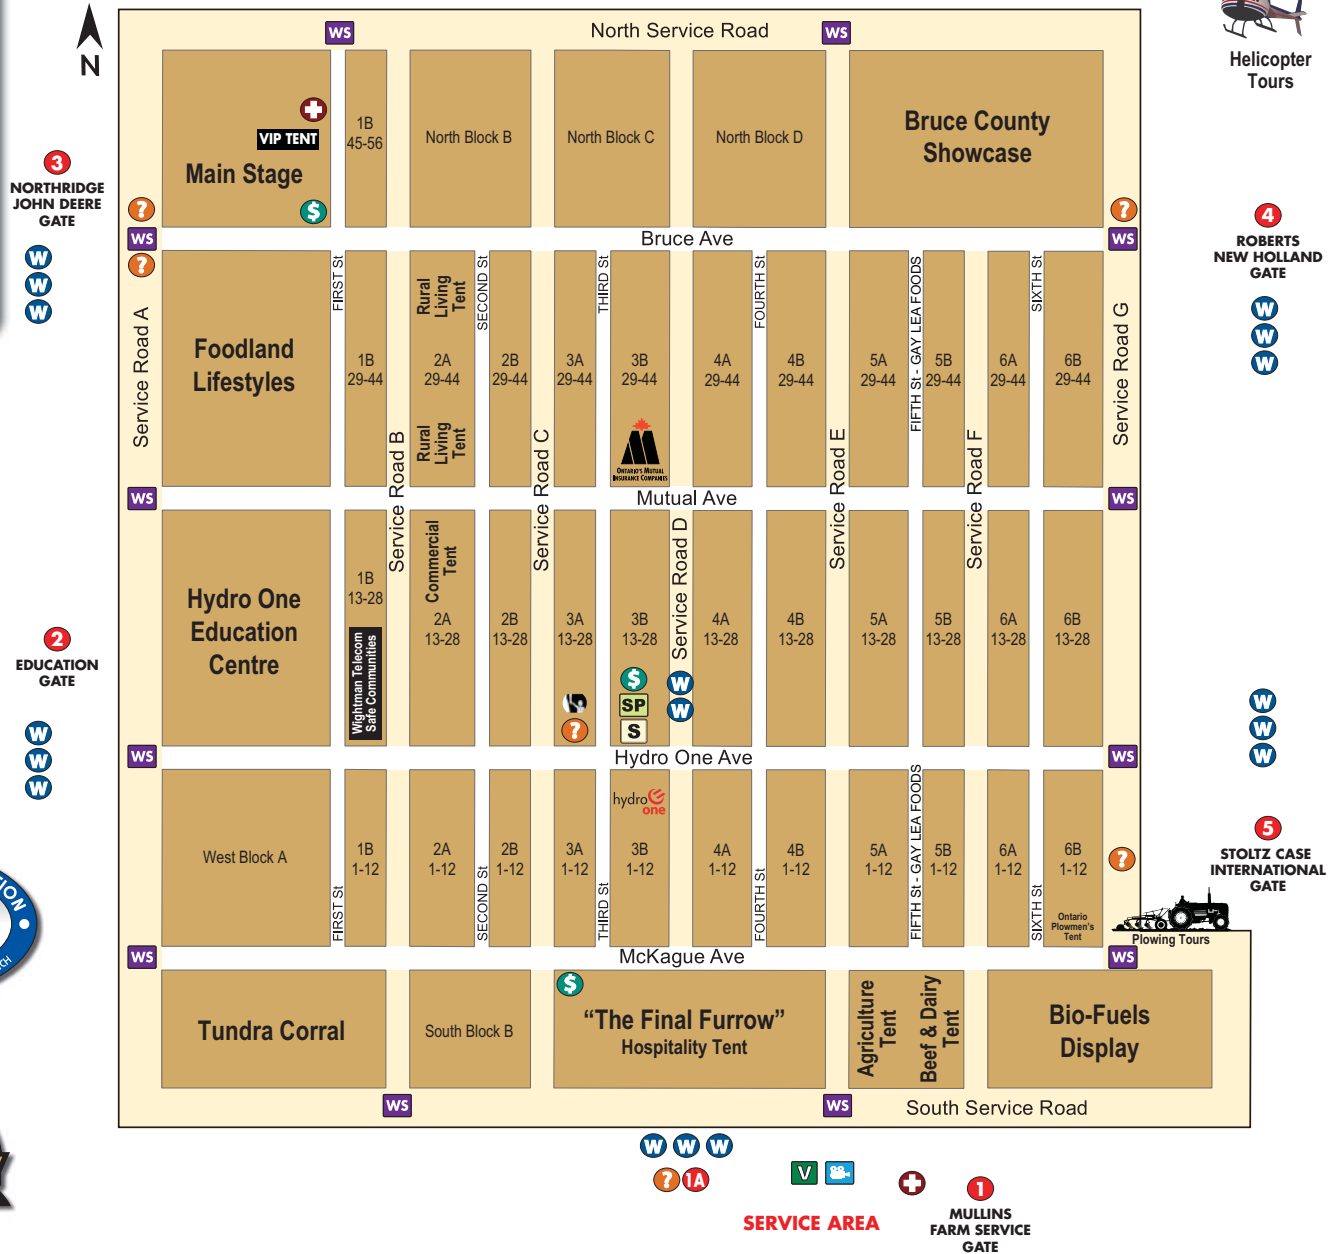 N
WS
North Service Road
WS
Helicopter
Tours
VIP TENT
Main Stage
$
1B
45-56
North Block B
North Block C
North Block D
Bruce County
Showcase
3
NORTHRIDGE
JOHN DEERE
GATE
W
W
W
?
WS
?
Bruce Ave
?
WS
4
ROBERTS
NEW HOLLAND
GATE
W
W
W
Service Road A
Foodland
Lifestyles
FIRST St
1B
29-44
Service Road B
Rural
Living
Tent
2A
29-44
Rural
Living
Tent
SECOND St
2B
29-44
Service Road C
3A
29-44
THIRD St
3B
29-44
ONTARIO'S MUTUAL
INSURANCE COMPANIES
4A
29-44
FOURTH St
4B
29-44
Service Road E
5A
29-44
FIFTH St - GAY LEA FOODS
5B
29-44
Service Road F
6A
29-44
SIXTH St
6B
29-44
Service Road G
WS
Mutual Ave
WS
2
EDUCATION
GATE
W
W
W
Hydro One
Education
Centre
1B
13-28
Wightman Telecom
Safe Communities
Commercial
Tent
2A
13-28
2B
13-28
3A
13-28
?
3B
13-28
$
SP
S
Service Road D
W
W
4A
13-28
4B
13-28
5A
13-28
5B
13-28
6A
13-28
6B
13-28
W
W
W
WS
Hydro One Ave
WS
West Block A
FIRST St
1B
1-12
2A
1-12
SECOND St
2B
1-12
3A
1-12
THIRD St
hydro
one
3B
1-12
4A
1-12
FOURTH St
4B
1-12
5A
1-12
FIFTH St - GAY LEA FOODS
5B
1-12
6A
1-12
SIXTH St
6B
1-12
Ontario
Plowmen's
Tent
?
5
STOLTZ CASE
INTERNATIONAL
GATE
Plowing Tours
WS
McKague Ave
WS
Tundra Corral
South Block B
$
“The Final Furrow”
Hospitality Tent
Agriculture
Tent
Beef & Dairy
Tent
Bio-Fuels
Display
WS
WS
South Service Road
W W W
? 1A
V
SERVICE AREA
1
MULLINS
FARM SERVICE
GATE